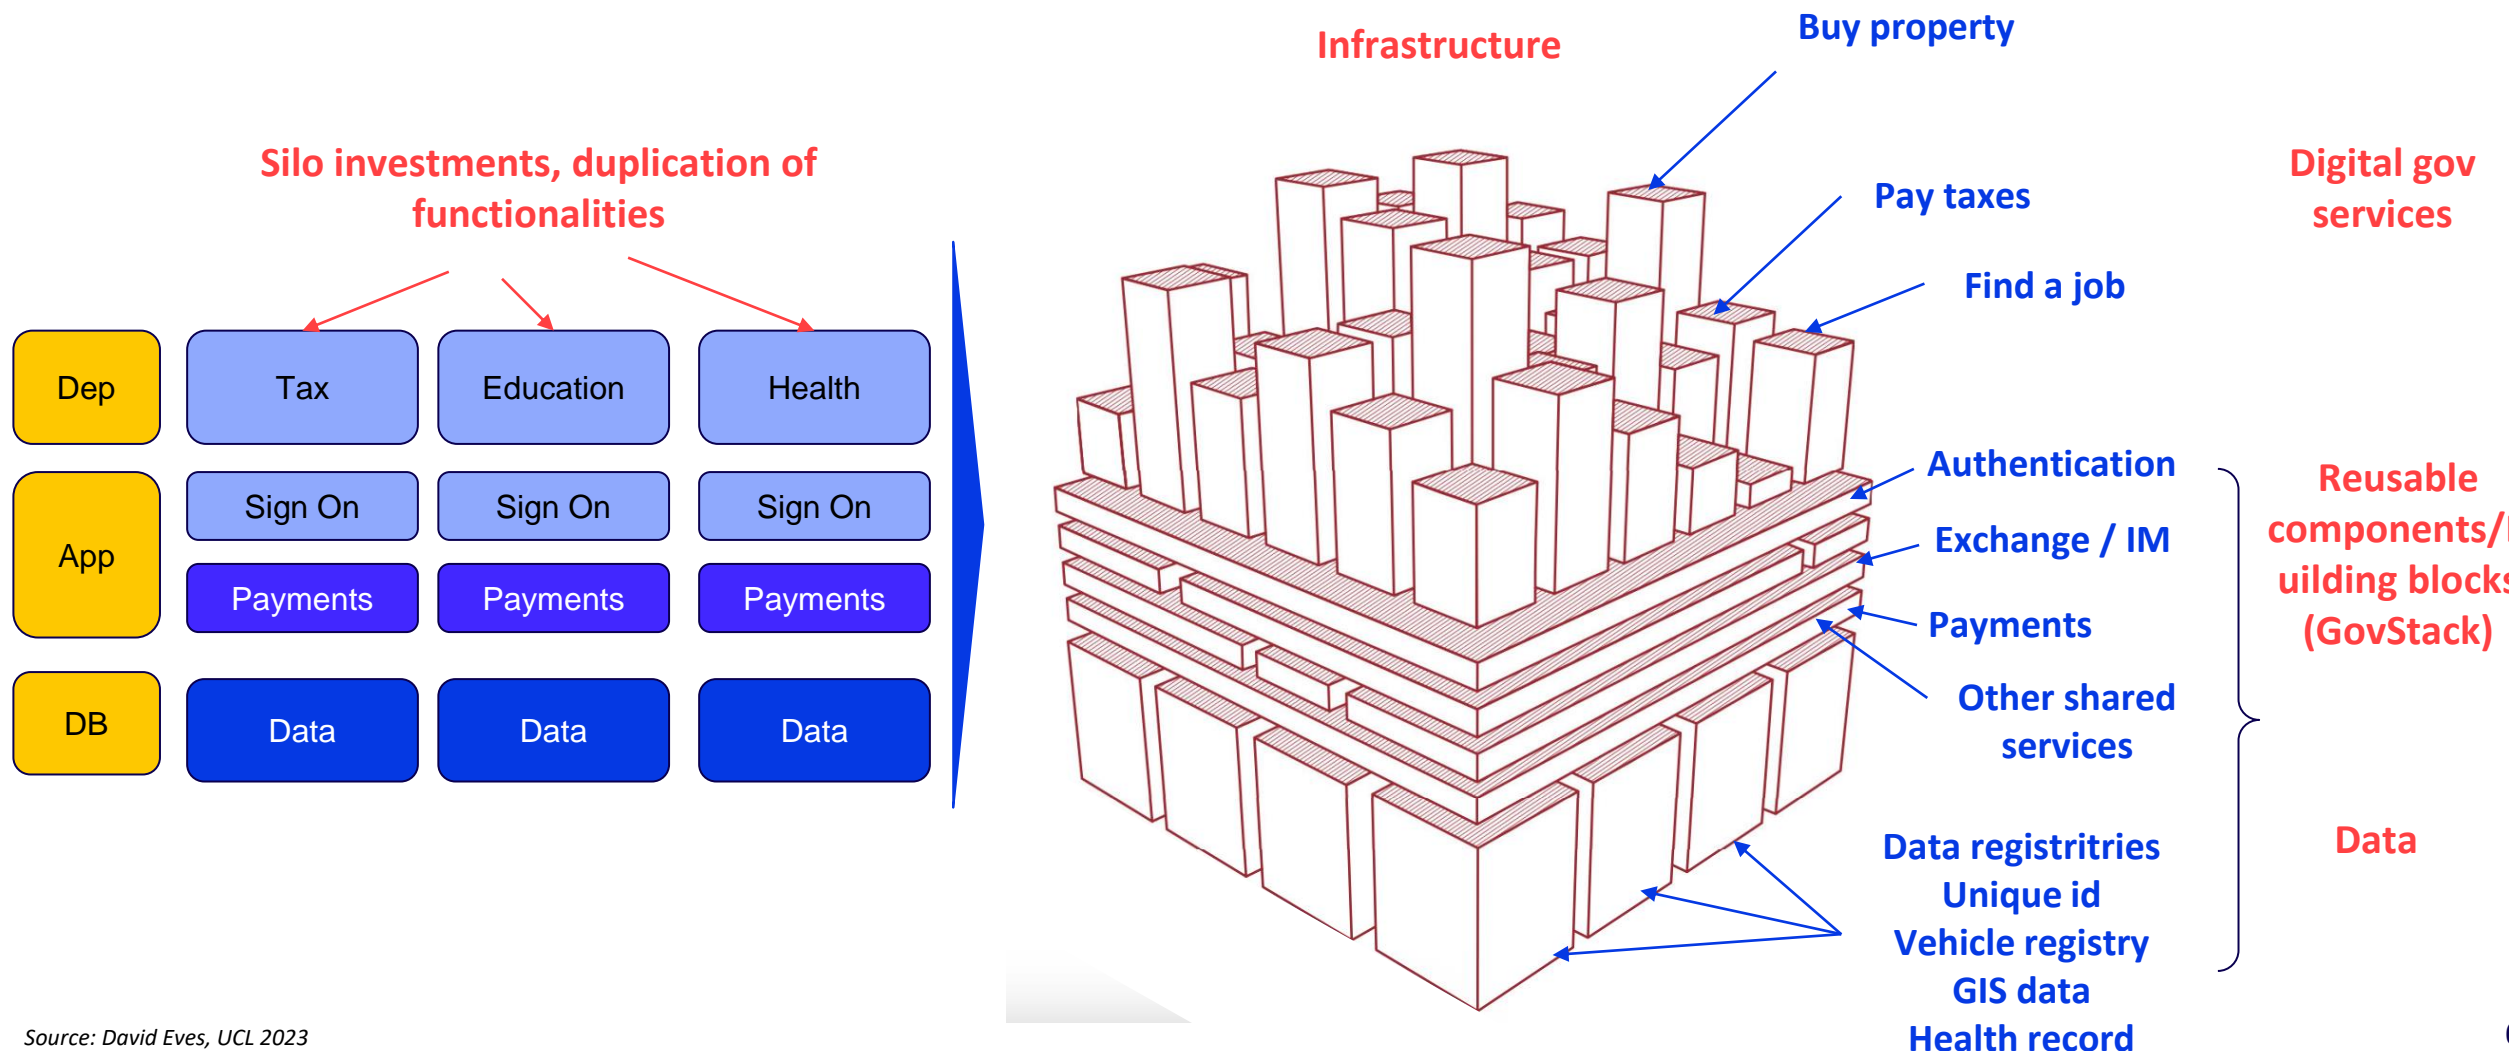 Silo investments, duplication of
functionalities
Dep
Tax
Education
Health
App
Sign On
Sign On
Sign On
Payments
Payments
Payments
DB
Data
Data
Data
Source: David Eves, UCL 2023
Infrastructure
Buy property
Pay taxes
Find a job
Authentication
Exchange / IM
Payments
Other shared
services
Data registritries
Unique id
Vehicle registry
GIS data
Health record
Digital gov
services
Reusable
components/
uilding blocks
(GovStack)
Data